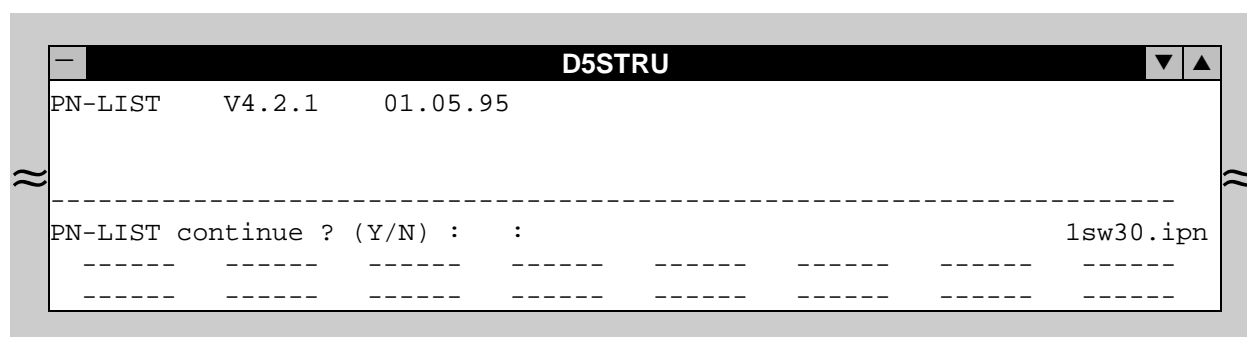 D5STRU
PN-LIST V4.2.1 01.05.95
------------------------------------------------------------------------
PN-LIST continue ? (Y/N) : : 1sw30.ipn
------ ------ ------ ------ ------ ------ ------ ------
------ ------ ------ ------ ------ ------ ------ ------